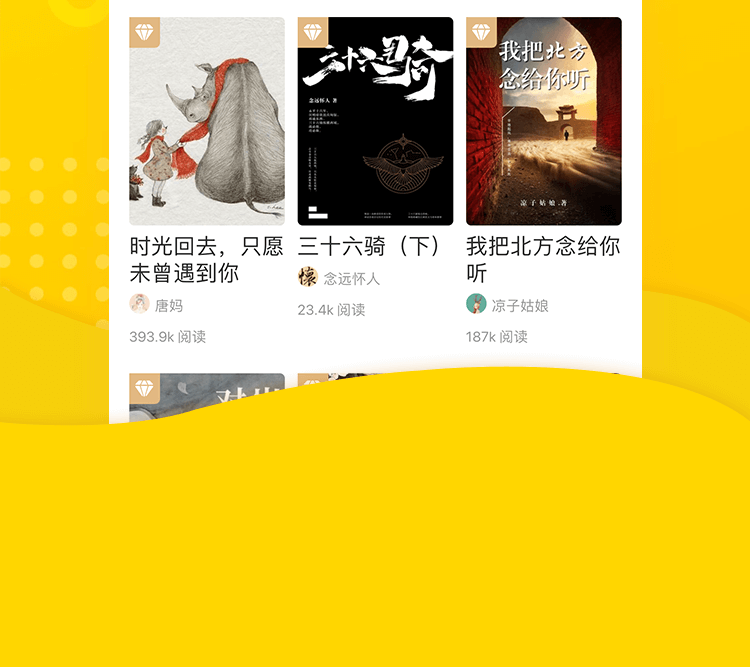 三十六骑
念远怀人 著
我把北方
念给你听
凉子姑娘.著
时光回去，只愿
未曾遇到你
唐妈
393.9k 阅读
三十六骑（下）
懷
念远怀人
23.4k 阅读
我把北方念给你
听
凉子姑娘
187k 阅读